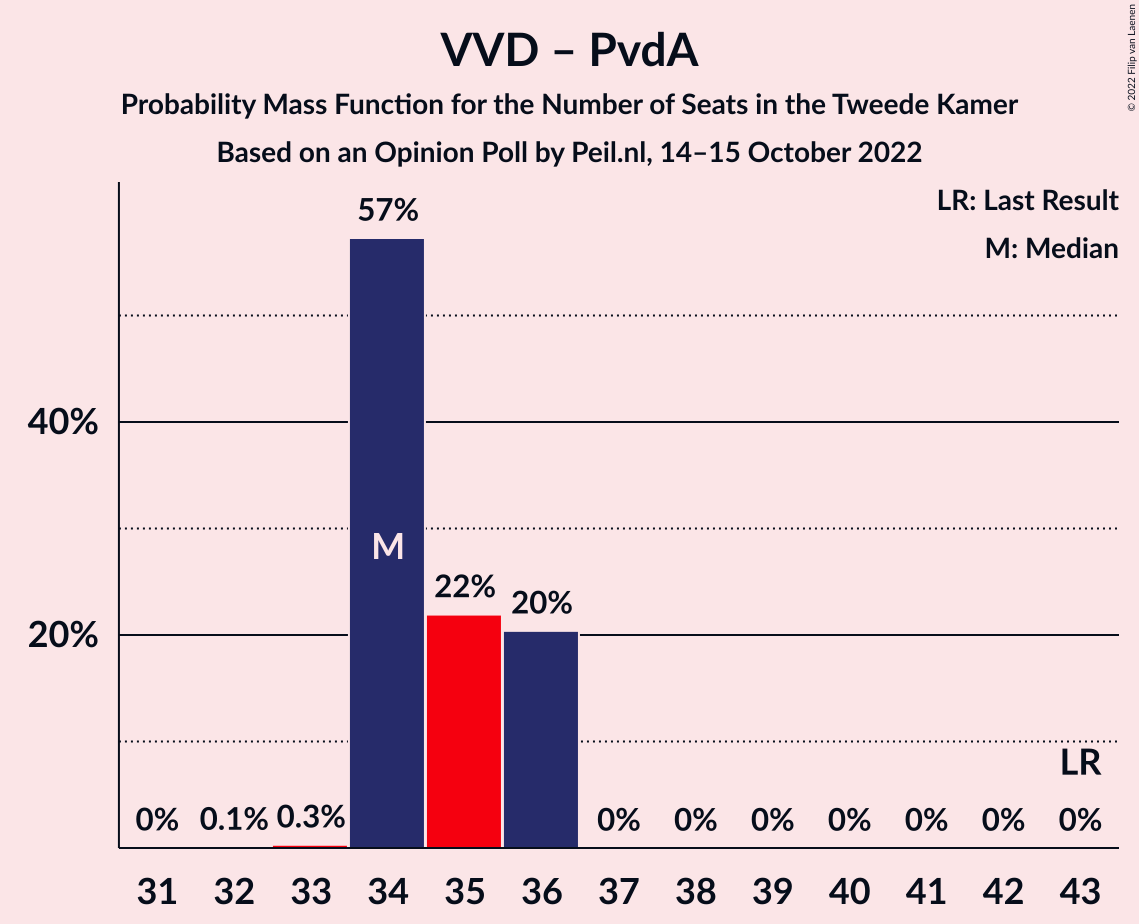 VVD – PvdA
Probability Mass Function for the Number of Seats in the Tweede Kamer
Based on an Opinion Poll by Peil.nl, 14–15 October 2022
© 2022 Filip van Laenen
LR: Last Result
M: Median
57%
40%
M
22%
20%
20%
LR
0% 0.1% 0.3% 0% 0% 0% 0% 0% 0% 0%
31 32 33 34 35 36 37 38 39 40 41 42 43